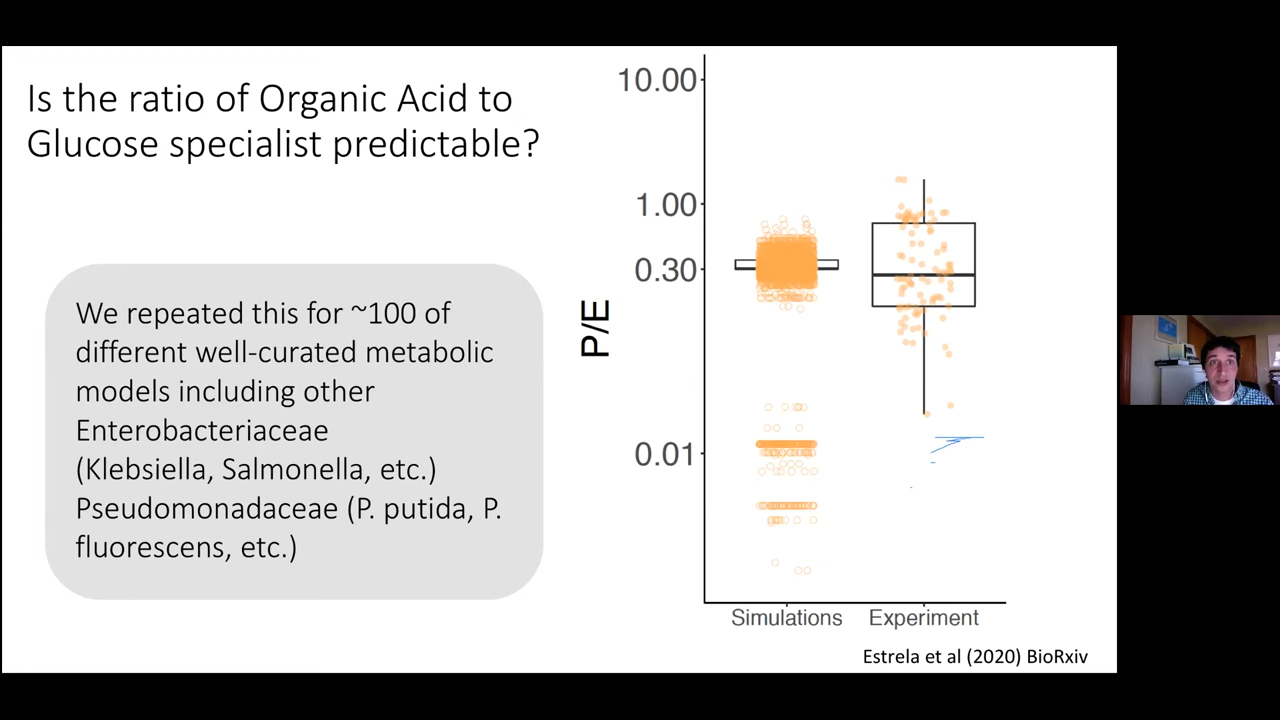 Is the ratio of Organic Acid to
Glucose specialist predictable?
We repeated this for ~100 of
different well-curated metabolic
models including other
Enterobacteriaceae
(Klebsiella, Salmonella, etc.)
Pseudomonadaceae (P. putida, P.
fluorescens, etc.)
P/E
10.00
1.00
0.30
0.01
Simulations
Experiment
Estrela et al (2020) BioRxiv